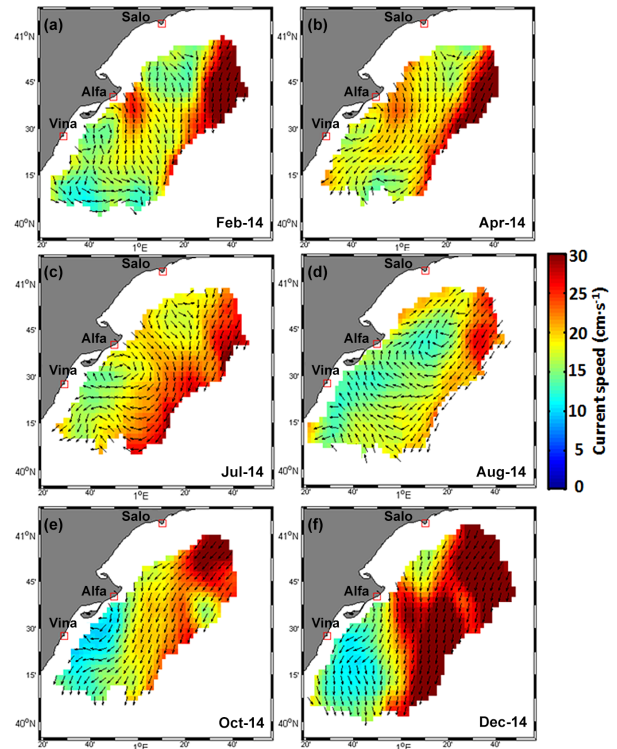 (a) Salo (b) Salo
41°N 41°N
45' 45'
Alfa Alfa
Vina Vina
30' 30'
15' 15'
40°N Feb-14 40°N Apr-14
20' 40' 1°E 20' 40' 20' 40' 1°E 20' 40'
(c) Salo (d) Salo
41°N 41°N
45' 45'
Alfa Alfa
Vina Vina
30' 30'
15' 15'
40°N Jul-14 40°N Aug-14
20' 40' 1°E 20' 40' 20' 40' 1°E 20' 40'
30
25
20
15
10
5
0
Current speed (cm·s⁻¹)
(e) Salo (f) Salo
41°N 41°N
45' 45'
Alfa Alfa
30' Vina 30' Vina
15' 15'
40°N Oct-14 40°N Dec-14
20' 40' 1°E 20' 40' 20' 40' 1°E 20' 40'